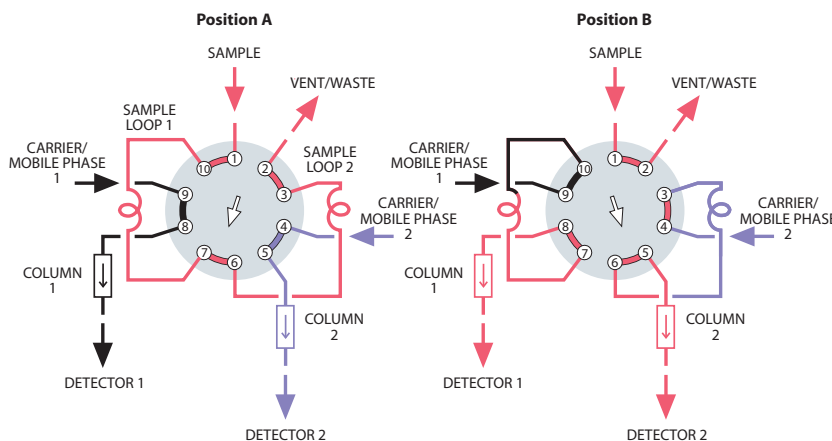 Position A
SAMPLE
VENT/WASTE
SAMPLE
LOOP 1
CARRIER/
MOBILE PHASE
1
SAMPLE
LOOP 2
CARRIER/
MOBILE PHASE
2
1
2
3
4
5
6
7
8
9
10
COLUMN
1
COLUMN
2
DETECTOR 1
DETECTOR 2
Position B
SAMPLE
VENT/WASTE
CARRIER/
MOBILE PHASE
1
CARRIER/
MOBILE PHASE
2
1
2
3
4
5
6
7
8
9
10
COLUMN
1
COLUMN
2
DETECTOR 1
DETECTOR 2